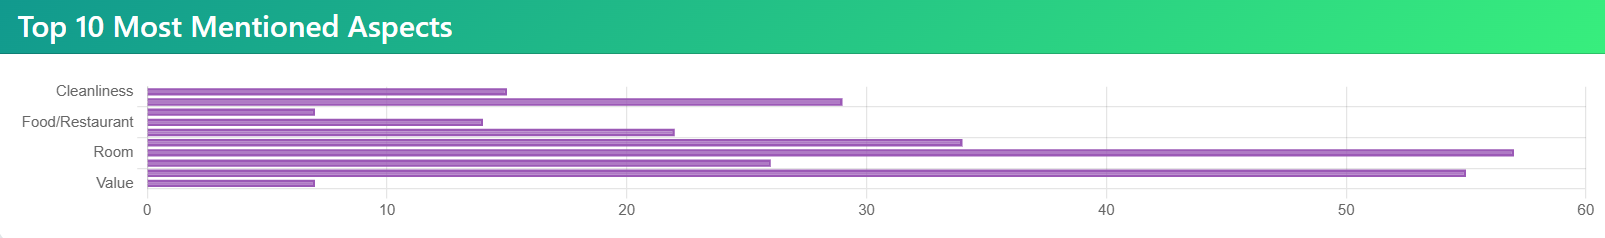 Top 10 Most Mentioned Aspects
Cleanliness
Food/Restaurant
Room
Value
0 10 20 30 40 50 60